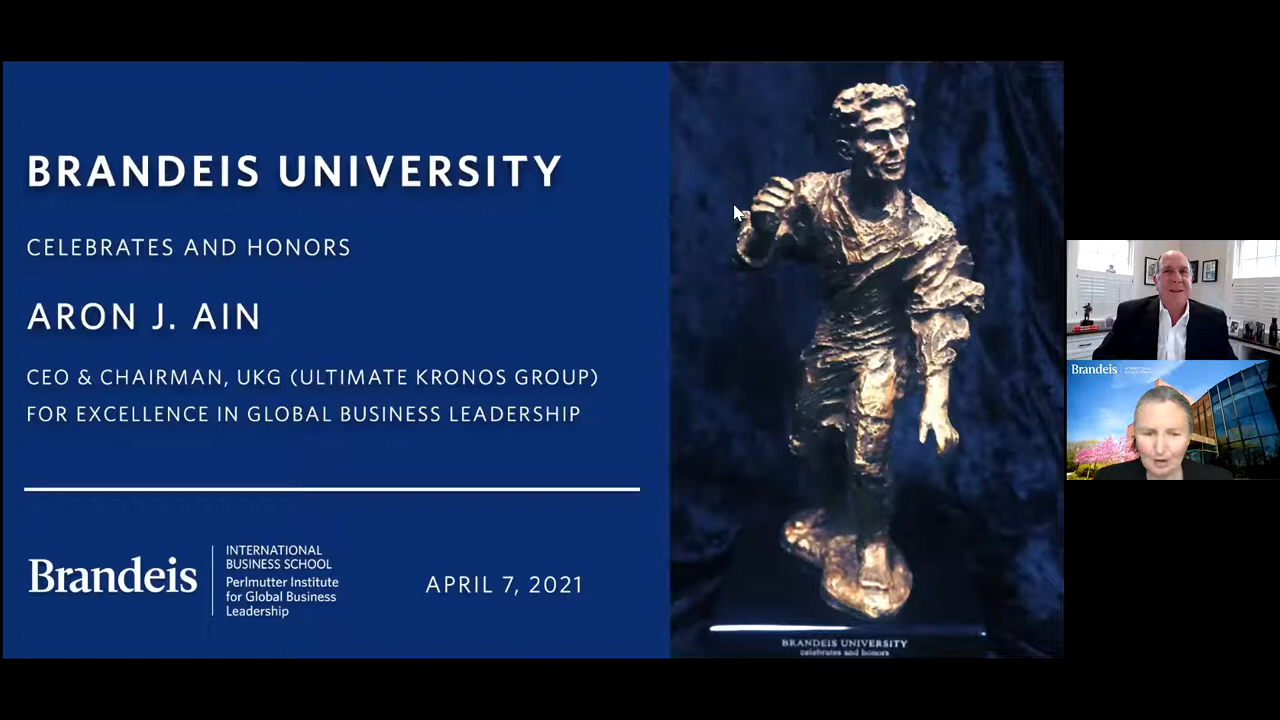 BRANDEIS UNIVERSITY
CELEBRATES AND HONORS
ARON J. AIN
CEO & CHAIRMAN, UKG (ULTIMATE KRONOS GROUP)
FOR EXCELLENCE IN GLOBAL BUSINESS LEADERSHIP
Brandeis
INTERNATIONAL
BUSINESS SCHOOL
Perlmutter Institute
for Global Business
Leadership
APRIL 7, 2021
BRANDEIS UNIVERSITY
celebrates and honors
Brandeis